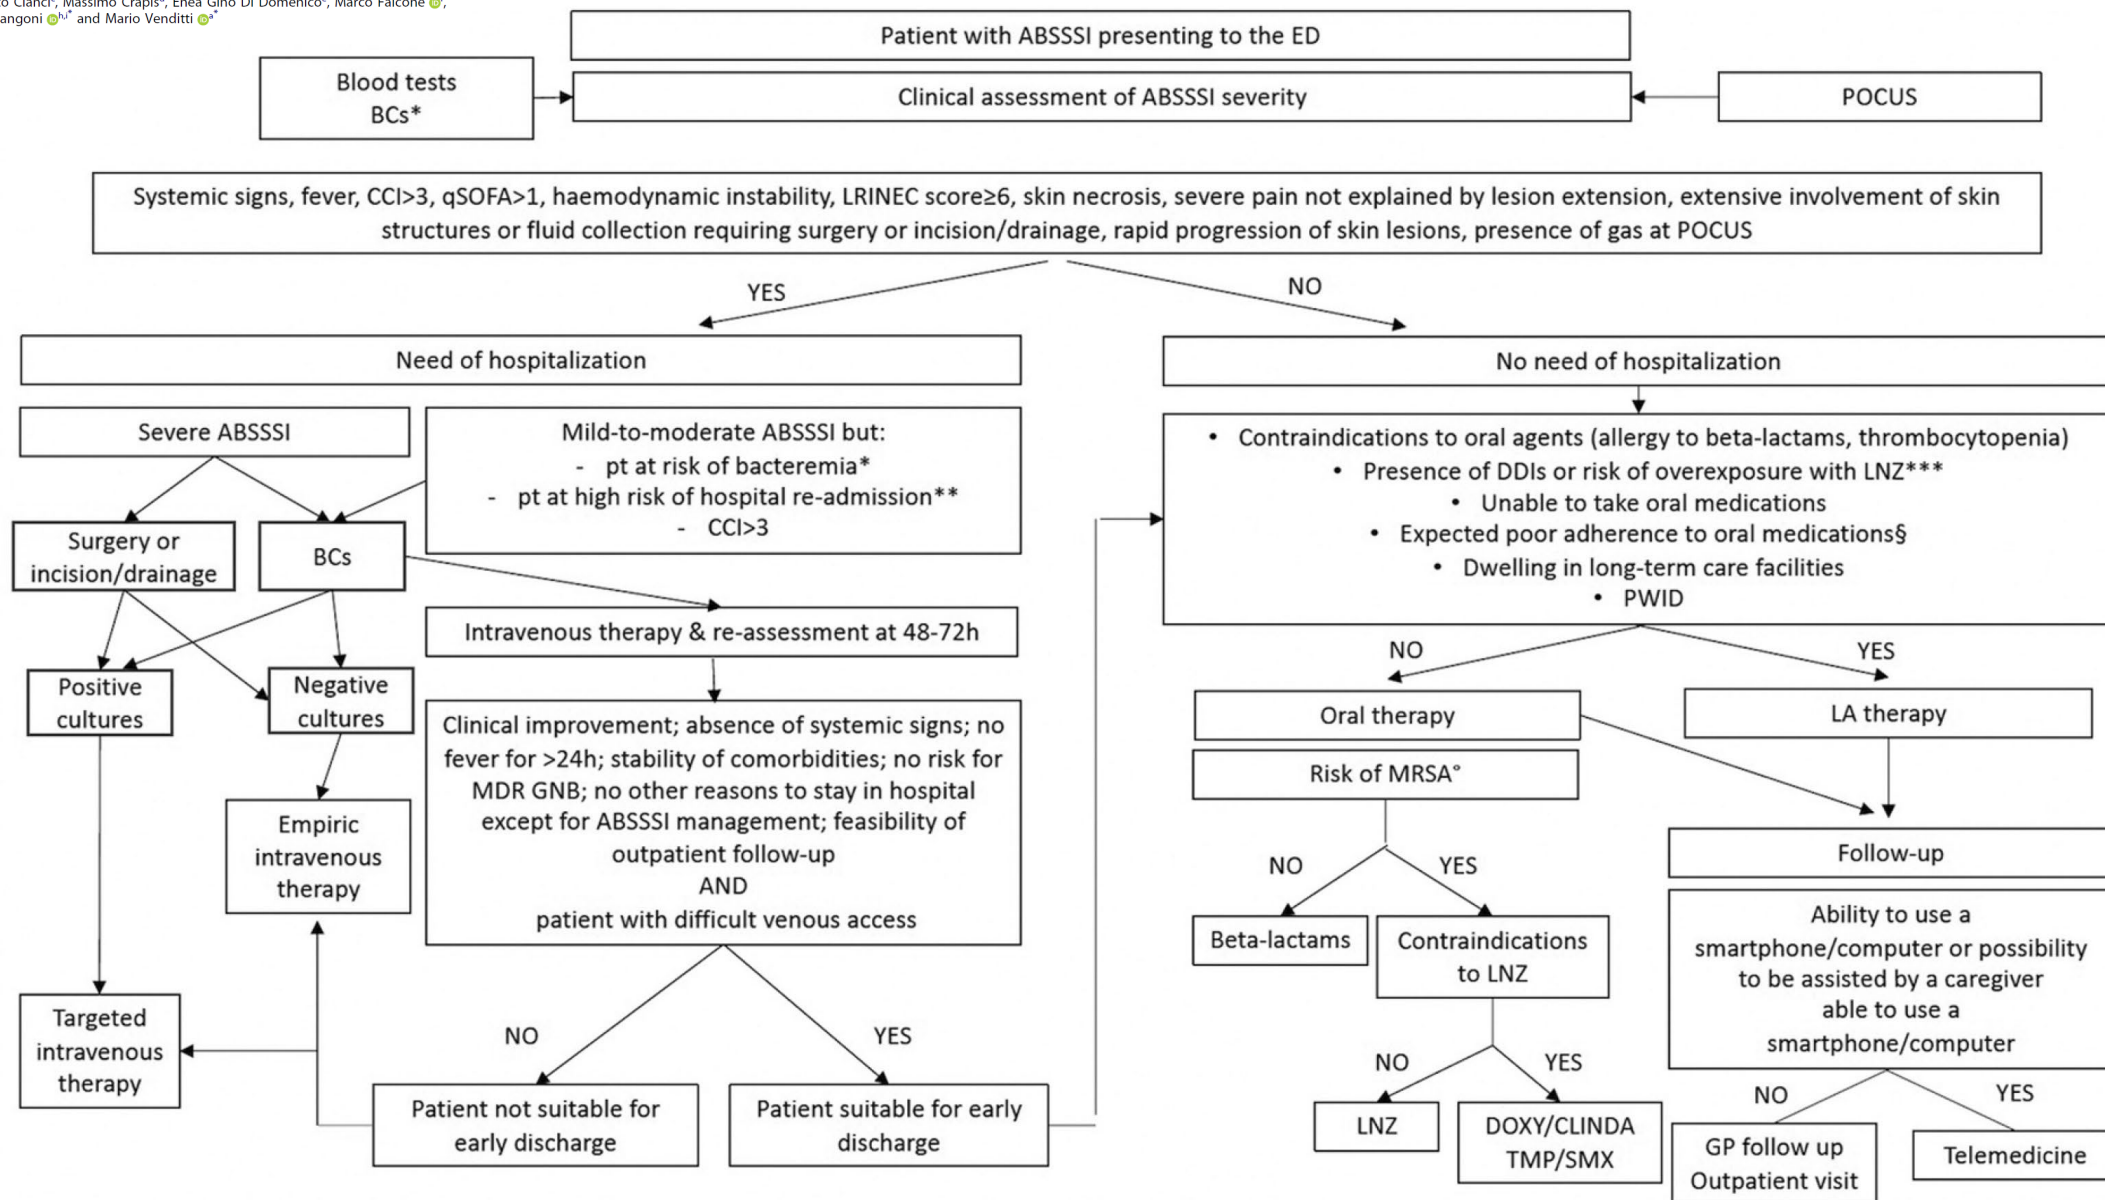 o Cianci, Massimo Crapis, Enea Gino Di Domenico, Marco Falcone,
angoni h,i* and Mario Venditti a*
Patient with ABSSSI presenting to the ED
Blood tests
BCs*
Clinical assessment of ABSSSI severity
POCUS
Systemic signs, fever, CCI>3, qSOFA>1, haemodynamic instability, LRINEC score≥6, skin necrosis, severe pain not explained by lesion extension, extensive involvement of skin
structures or fluid collection requiring surgery or incision/drainage, rapid progression of skin lesions, presence of gas at POCUS
YES
NO
Need of hospitalization
No need of hospitalization
Severe ABSSSI
Mild-to-moderate ABSSSI but:
- pt at risk of bacteremia*
- pt at high risk of hospital re-admission**
- CCI>3
• Contraindications to oral agents (allergy to beta-lactams, thrombocytopenia)
• Presence of DDIs or risk of overexposure with LNZ***
• Unable to take oral medications
• Expected poor adherence to oral medications§
• Dwelling in long-term care facilities
• PWID
Surgery or
incision/drainage
BCs
Intravenous therapy & re-assessment at 48-72h
NO
YES
Positive
cultures
Negative
cultures
Oral therapy
LA therapy
Clinical improvement; absence of systemic signs; no
fever for >24h; stability of comorbidities; no risk for
MDR GNB; no other reasons to stay in hospital
except for ABSSSI management; feasibility of
outpatient follow-up
AND
patient with difficult venous access
Risk of MRSA°
Empiric
intravenous
therapy
NO
YES
Follow-up
Beta-lactams
Contraindications
to LNZ
Ability to use a
smartphone/computer or possibility
to be assisted by a caregiver
able to use a
smartphone/computer
Targeted
intravenous
therapy
NO
YES
NO
YES
NO
YES
Patient not suitable for
early discharge
Patient suitable for early
discharge
LNZ
DOXY/CLINDA
TMP/SMX
GP follow up
Outpatient visit
Telemedicine